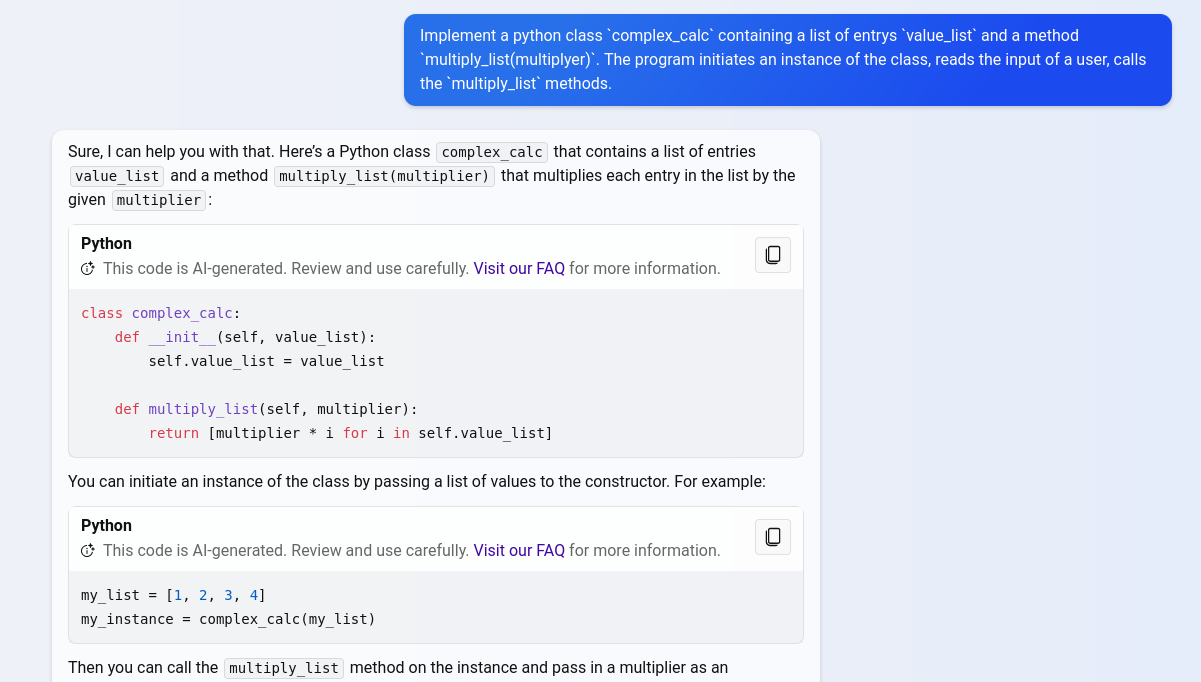 Implement a python class `complex_calc` containing a list of entrys `value_list` and a method
`multiply_list(multiplyer)`. The program initiates an instance of the class, reads the input of a user, calls
the `multiply_list` methods.
Sure, I can help you with that. Here’s a Python class complex_calc that contains a list of entries
value_list and a method multiply_list(multiplier) that multiplies each entry in the list by the
given multiplier :
Python
This code is AI-generated. Review and use carefully. Visit our FAQ for more information.
class complex_calc:
    def __init__(self, value_list):
        self.value_list = value_list
    def multiply_list(self, multiplier):
        return [multiplier * i for i in self.value_list]
You can initiate an instance of the class by passing a list of values to the constructor. For example:
Python
This code is AI-generated. Review and use carefully. Visit our FAQ for more information.
my_list = [1, 2, 3, 4]
my_instance = complex_calc(my_list)
Then you can call the multiply_list method on the instance and pass in a multiplier as an